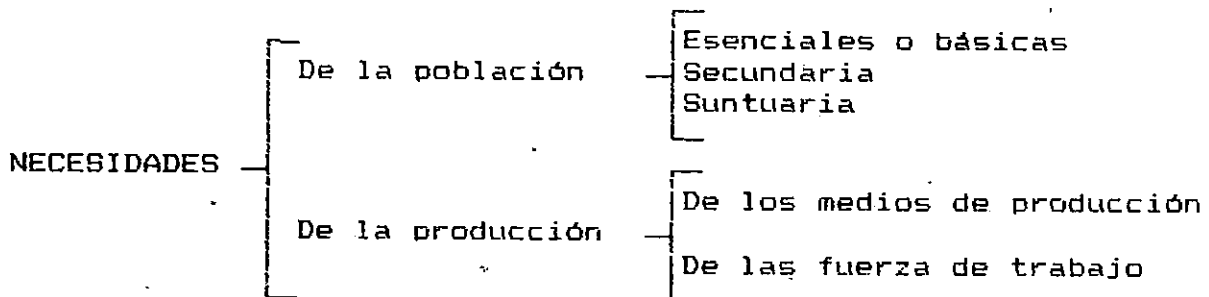 Esenciales o básicas
De la población
Secundaria
Suntuaria
NECESIDADES
De los medios de producción
De la producción
De las fuerza de trabajo